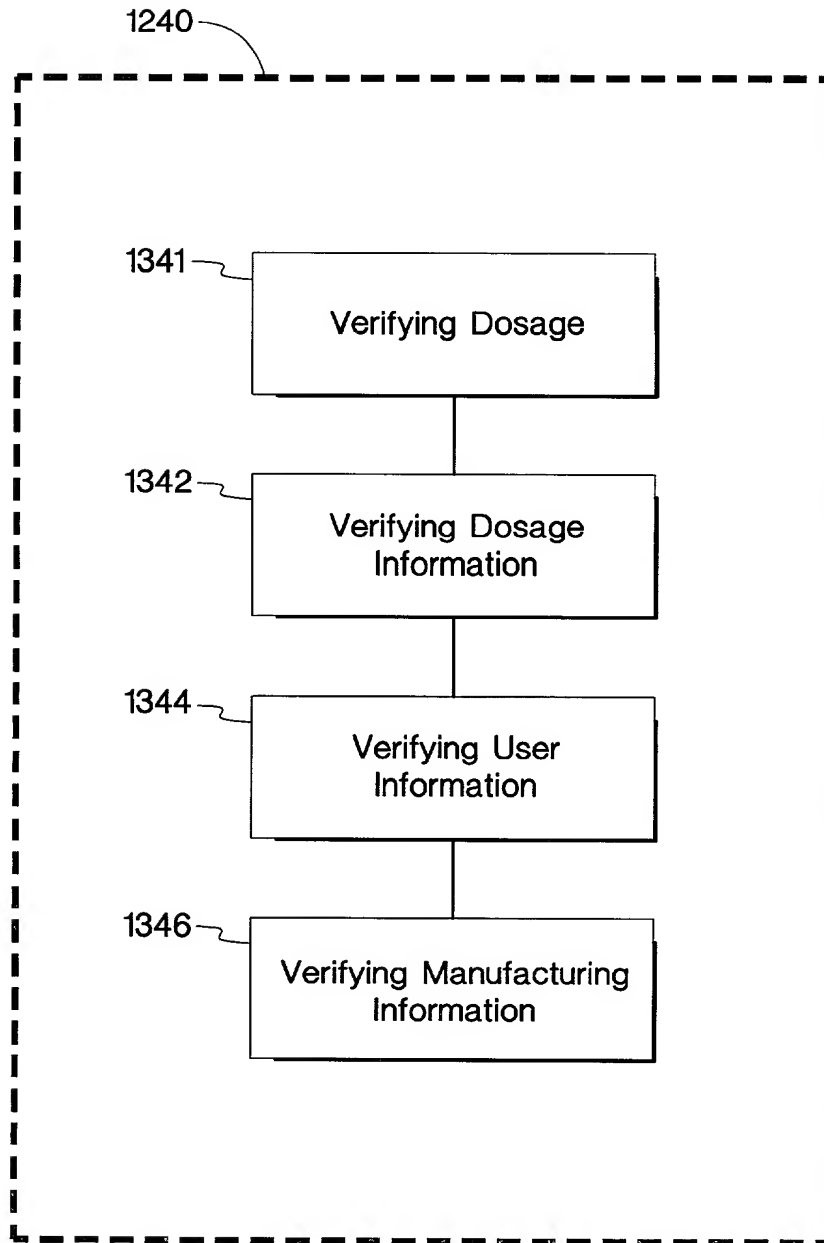 1240
1341
Verifying Dosage
1342
Verifying Dosage
Information
1344
Verifying User
Information
1346
Verifying Manufacturing
Information